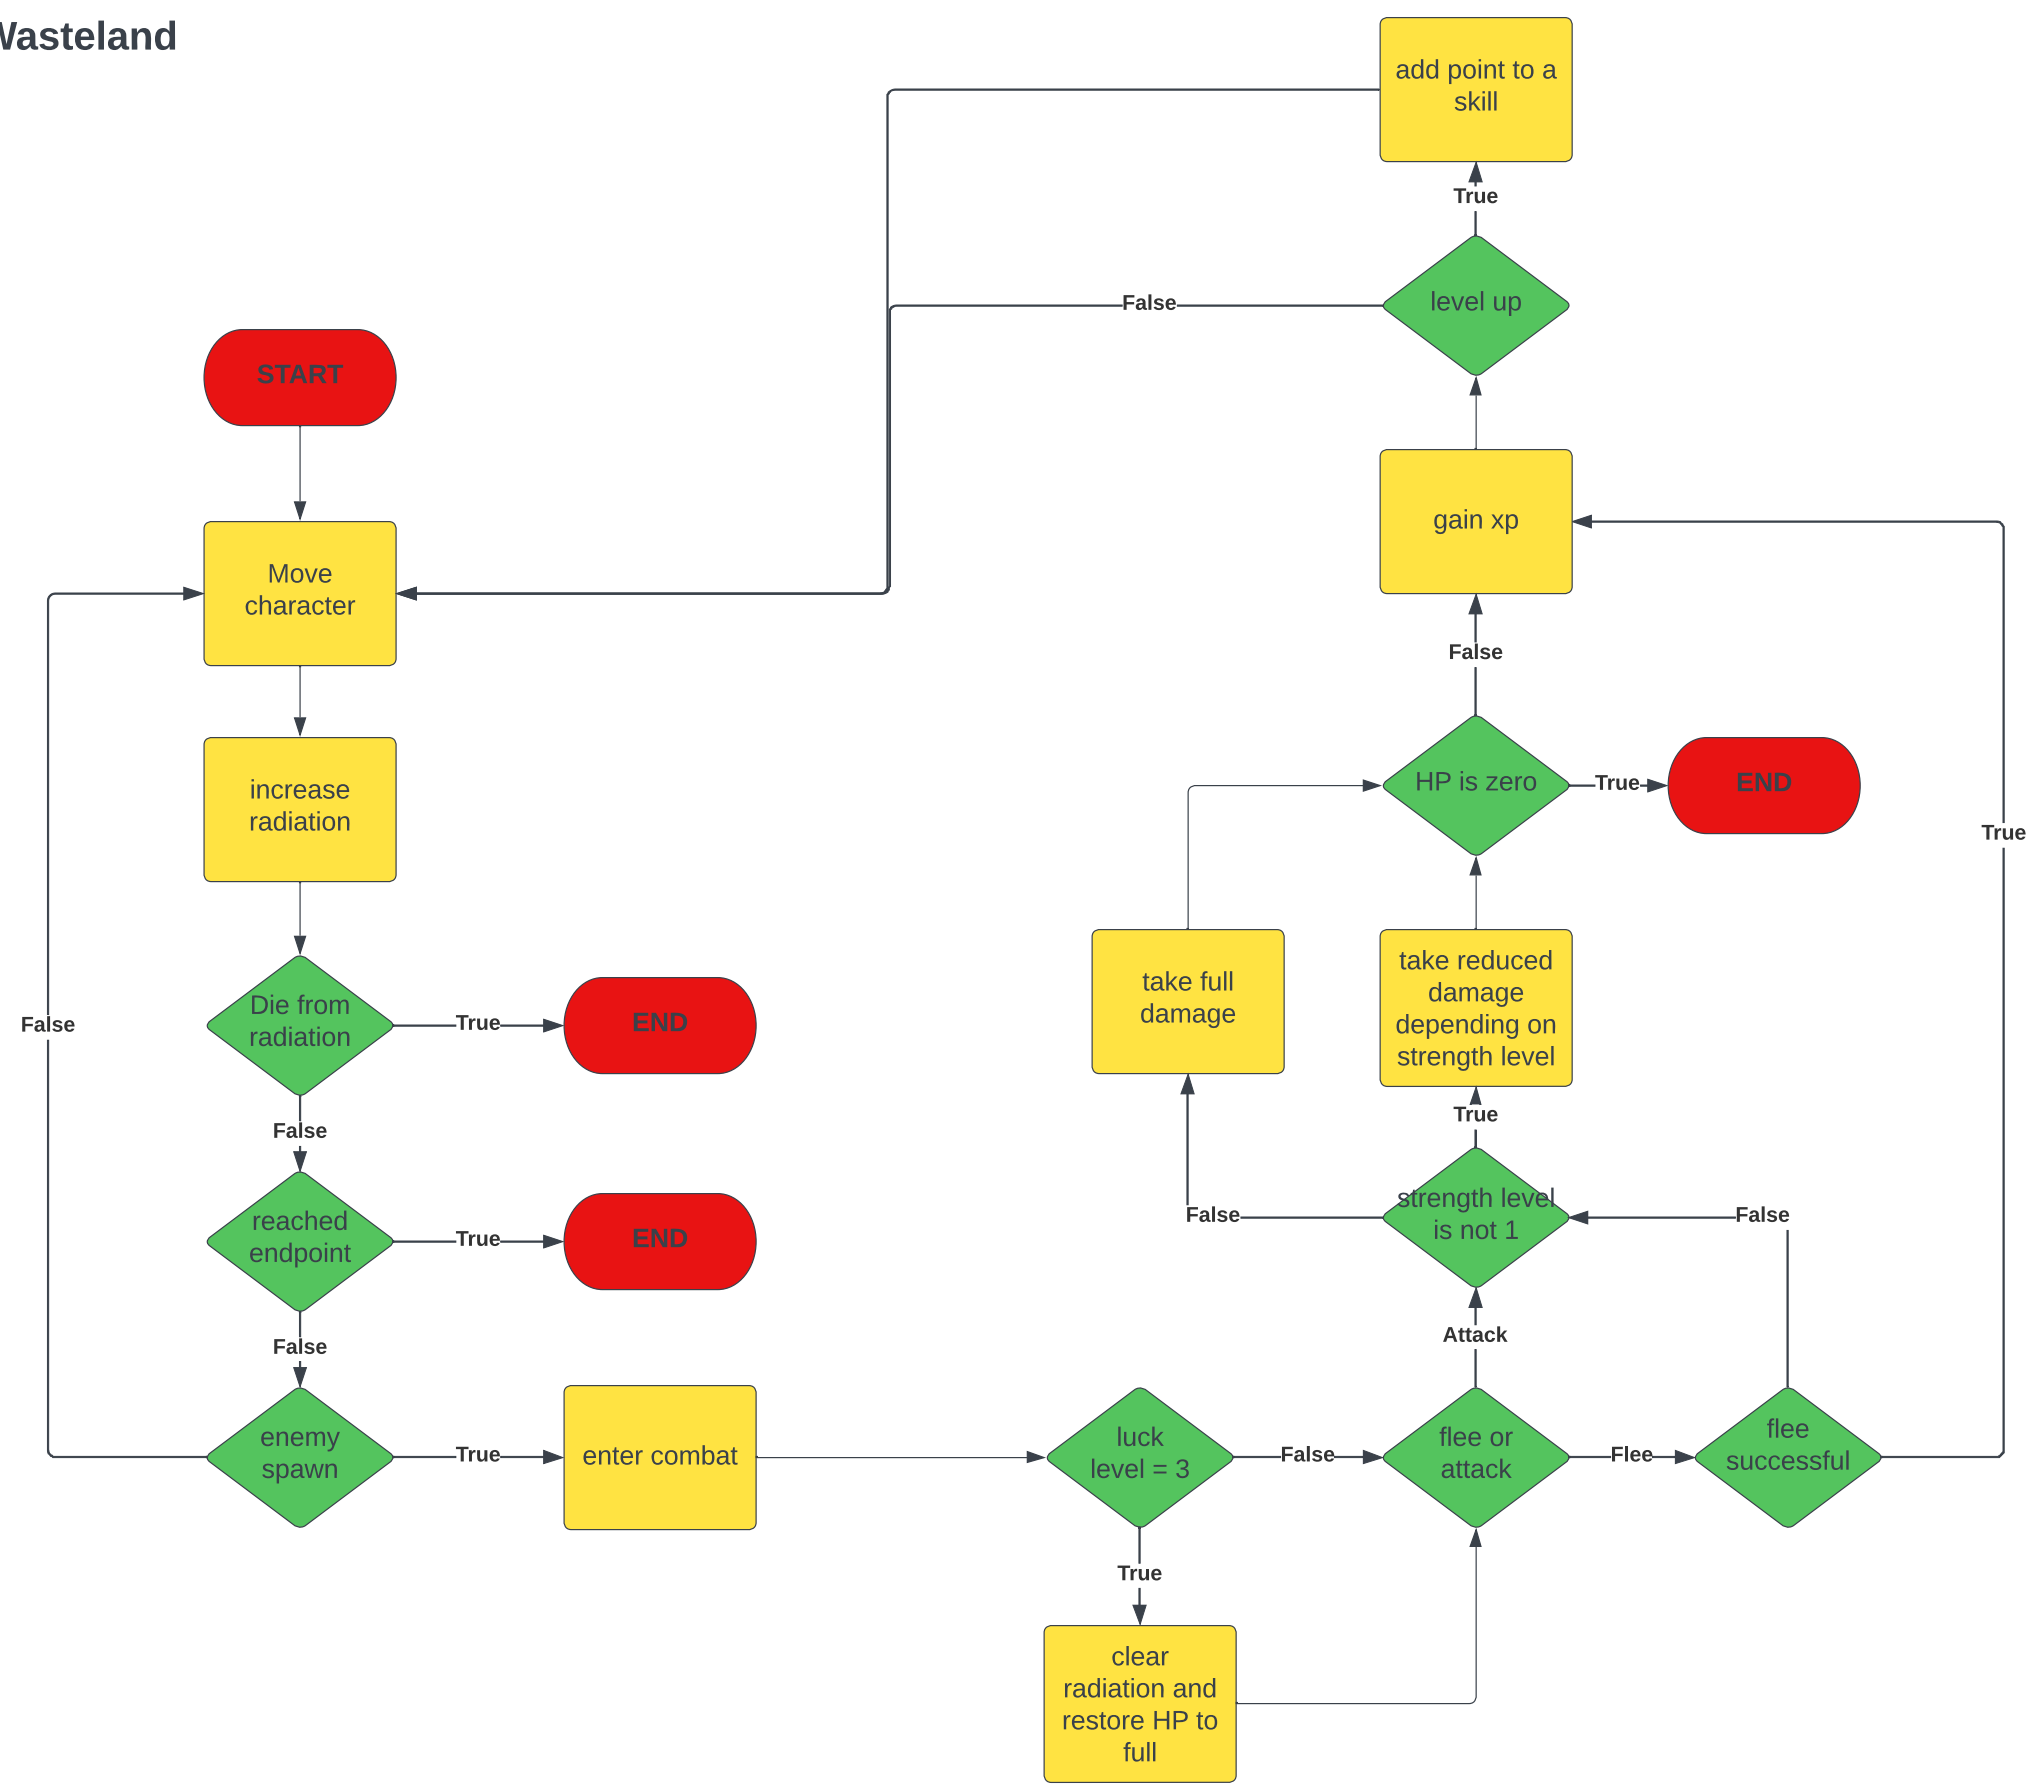 Wasteland
add point to a
skill
True
level up
False
START
gain xp
Move
character
False
HP is zero
True
END
increase
radiation
True
take full
damage
take reduced
damage
depending on
strength level
Die from
radiation
True
END
False
False
True
strength level
is not 1
False
False
reached
endpoint
True
END
False
Attack
enemy
spawn
True
enter combat
luck
level = 3
False
flee or
attack
Flee
flee
successful
True
clear
radiation and
restore HP to
full